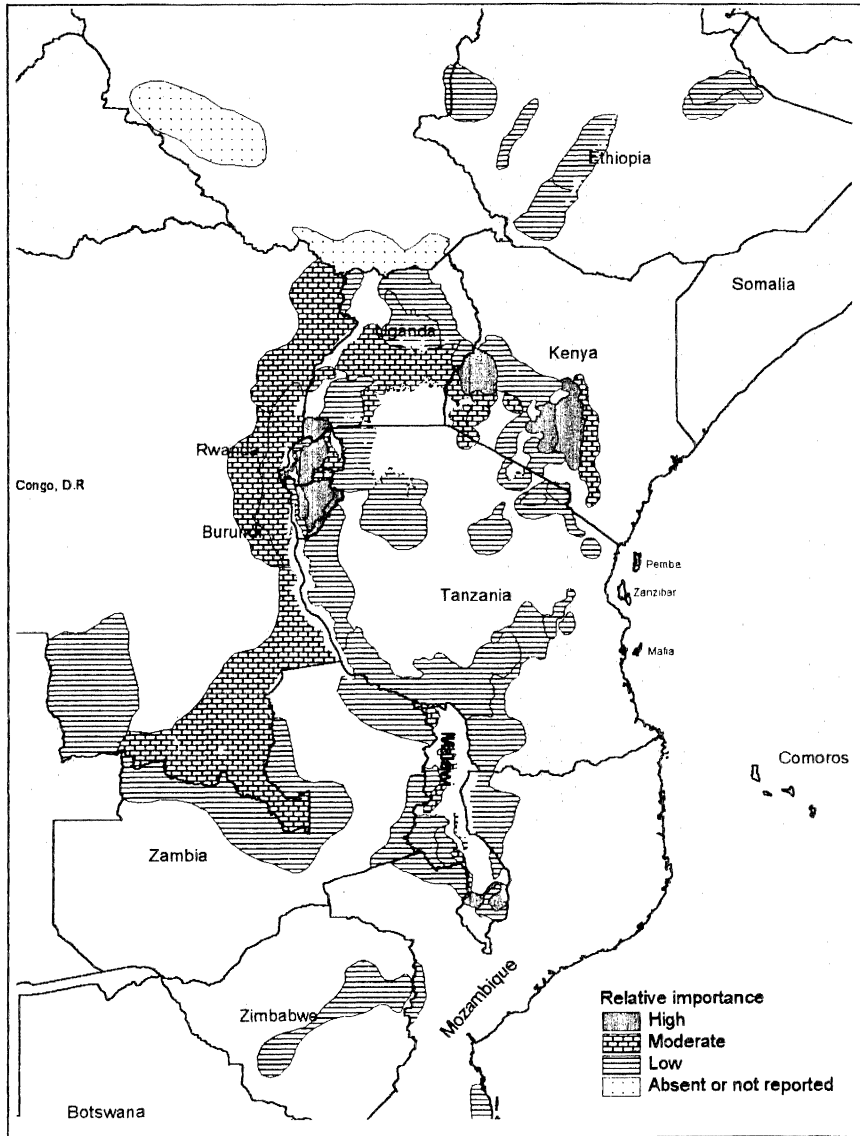 Ethiopia
Somalia
Uganda
Kenya
Rwanda
Congo, D.R
Burundi
Pemba
Tanzania
Zanzibar
Mafia
Malawi
Comoros
Zambia
Mozambique
Zimbabwe
Relative importance
High
Moderate
Low
Absent or not reported
Botswana